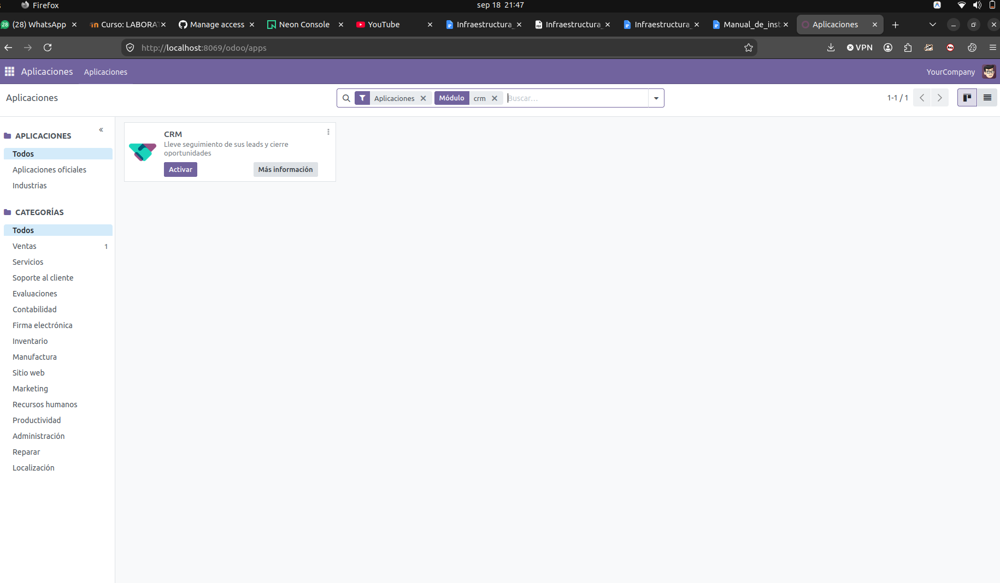 Firefox
sep 18 21:47
28 (28) WhatsApp
Curso: LABORAT
Manage access
Neon Console
YouTube
Infraestructura_
PDF Infraestructura_
Infraestructura_
Manual_de_inst
Aplicaciones
http://localhost:8069/odoo/apps
VPN
Aplicaciones
Aplicaciones
YourCompany
Aplicaciones
Aplicaciones
Módulo crm
Buscar...
1-1 / 1
APLICACIONES
Todos
Aplicaciones oficiales
Industrias
CATEGORÍAS
Todos
Ventas 1
Servicios
Soporte al cliente
Evaluaciones
Contabilidad
Firma electrónica
Inventario
Manufactura
Sitio web
Marketing
Recursos humanos
Productividad
Administración
Reparar
Localización
CRM
Lleve seguimiento de sus leads y cierre
oportunidades
Activar
Más información